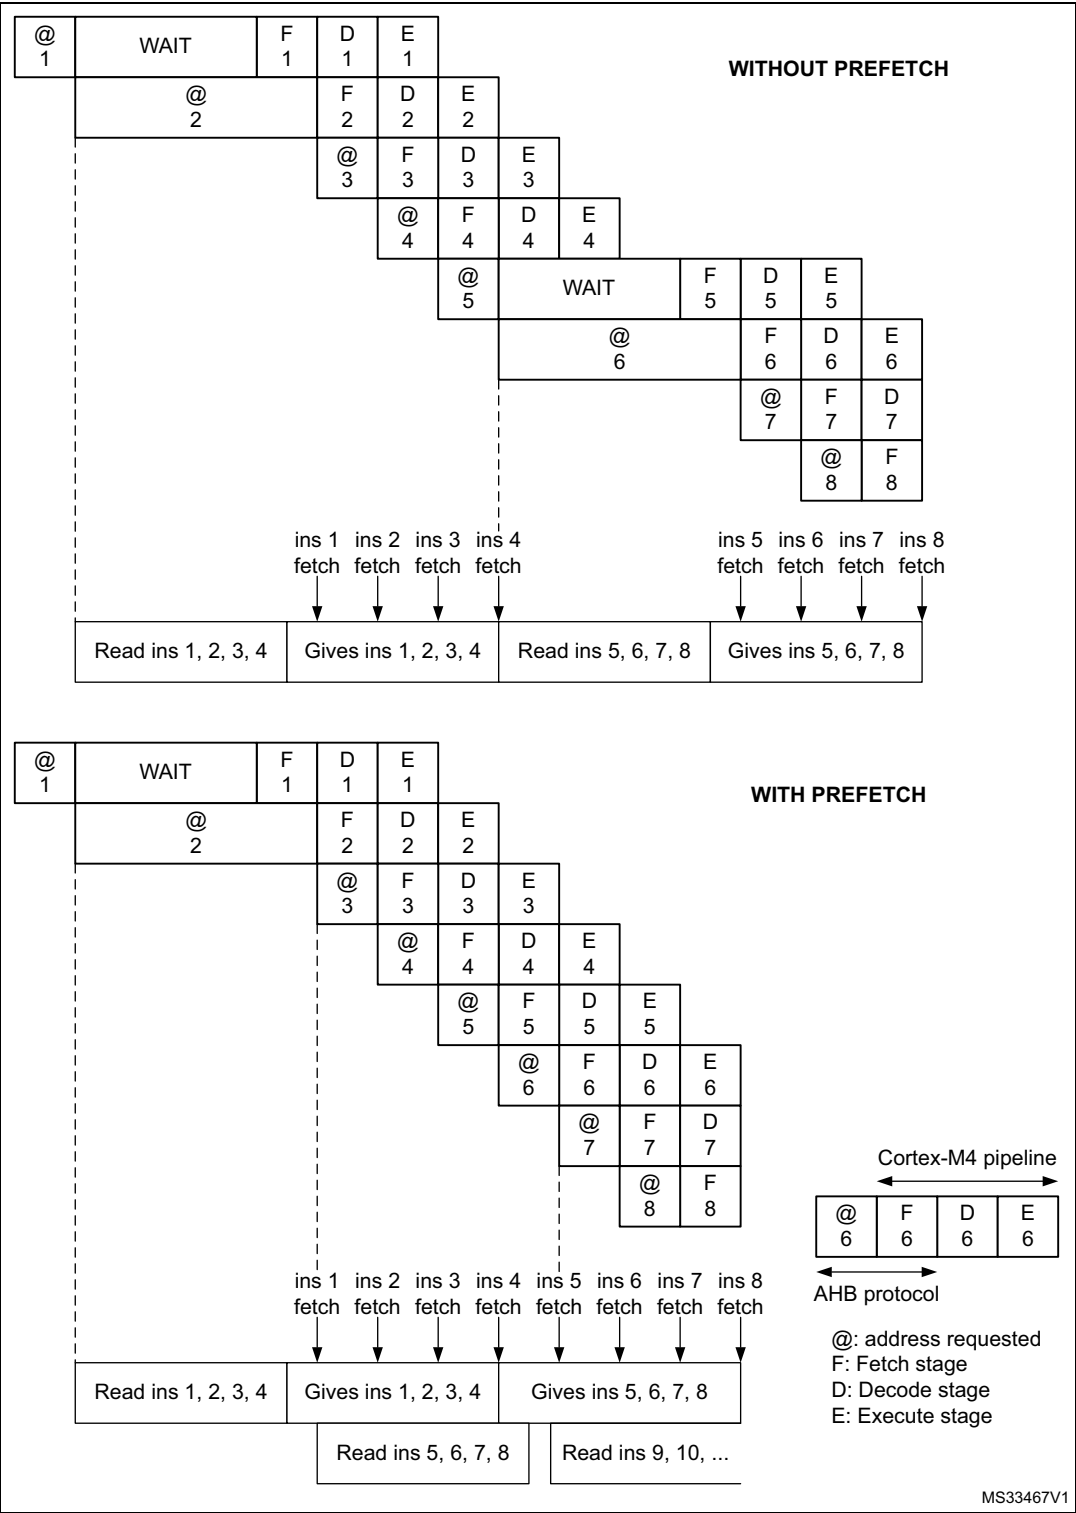 WITHOUT PREFETCH
@ WAIT F D E
1 1 1 1
@ F D E
2 2 2 2
@ F D E
3 3 3 3
@ F D E
4 4 4 4
@ WAIT F D E
5 5 5 5
@ F D E
6 6 6 6
@ F D
7 7 7
@ F
8 8
ins 1 ins 2 ins 3 ins 4 ins 5 ins 6 ins 7 ins 8
fetch fetch fetch fetch fetch fetch fetch fetch
Read ins 1, 2, 3, 4 Gives ins 1, 2, 3, 4 Read ins 5, 6, 7, 8 Gives ins 5, 6, 7, 8
WITH PREFETCH
@ WAIT F D E
1 1 1 1
@ F D E
2 2 2 2
@ F D E
3 3 3 3
@ F D E
4 4 4 4
@ F D E
5 5 5 5
@ F D E
6 6 6 6
@ F D
7 7 7
@ F
8 8
Cortex-M4 pipeline
@ F D E
6 6 6 6
AHB protocol
@: address requested
F: Fetch stage
D: Decode stage
E: Execute stage
ins 1 ins 2 ins 3 ins 4 ins 5 ins 6 ins 7 ins 8
fetch fetch fetch fetch fetch fetch fetch fetch
Read ins 1, 2, 3, 4 Gives ins 1, 2, 3, 4 Gives ins 5, 6, 7, 8
Read ins 5, 6, 7, 8 Read ins 9, 10, ...
MS33467V1